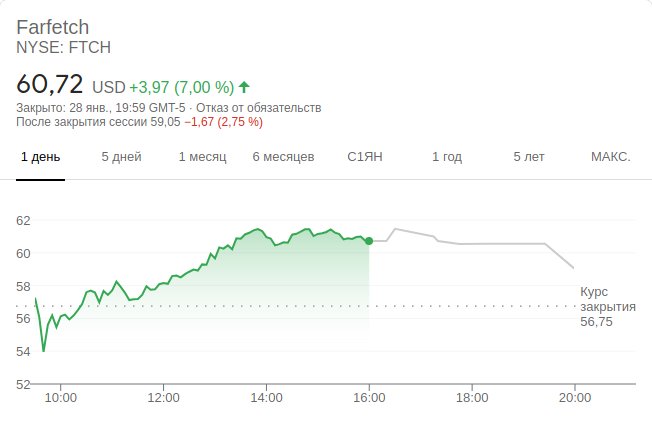 Farfetch
NYSE: FTCH
60,72 USD +3,97 (7,00 %)
Закрыто: 28 янв., 19:59 GMT-5 · Отказ от обязательств
После закрытия сессии 59,05 −1,67 (2,75 %)
1 день 5 дней 1 месяц 6 месяцев С1ЯН 1 год 5 лет МАКС.
62
60
58
56
54
52
Курс
закрытия
56,75
10:00 12:00 14:00 16:00 18:00 20:00